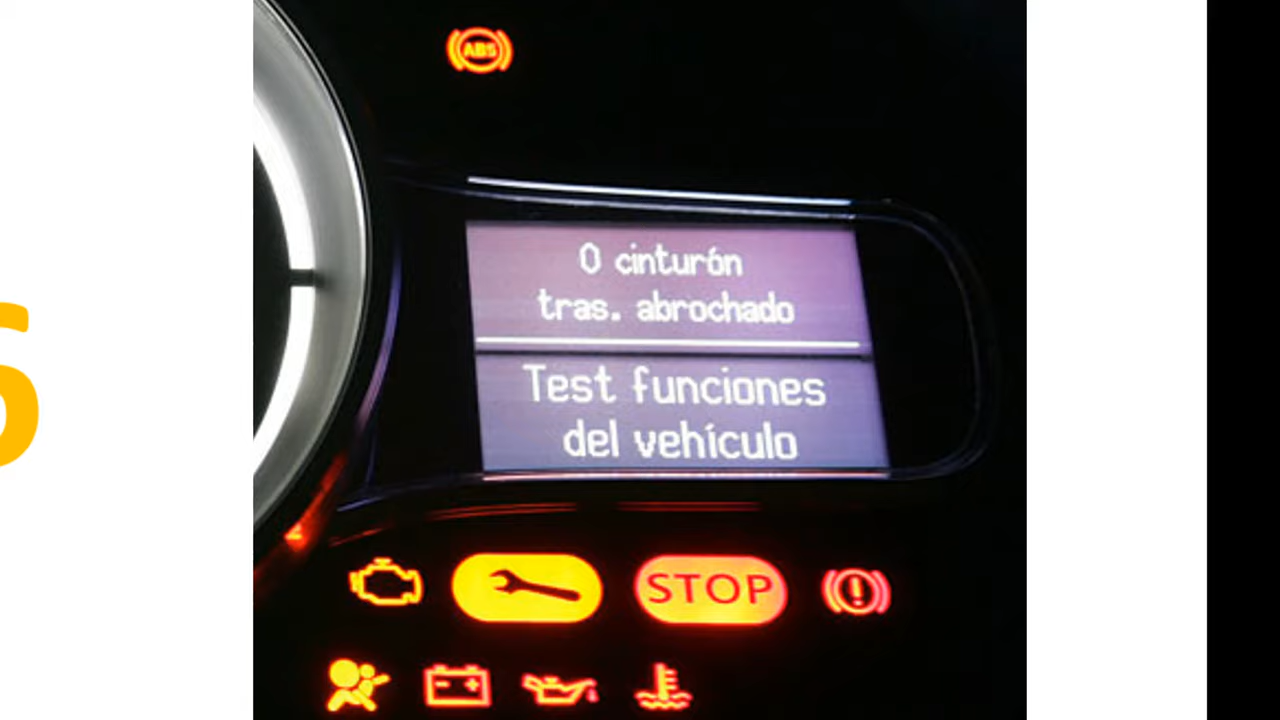 ABS
0 cinturón
tras. abrochado
Test funciones
del vehículo
STOP